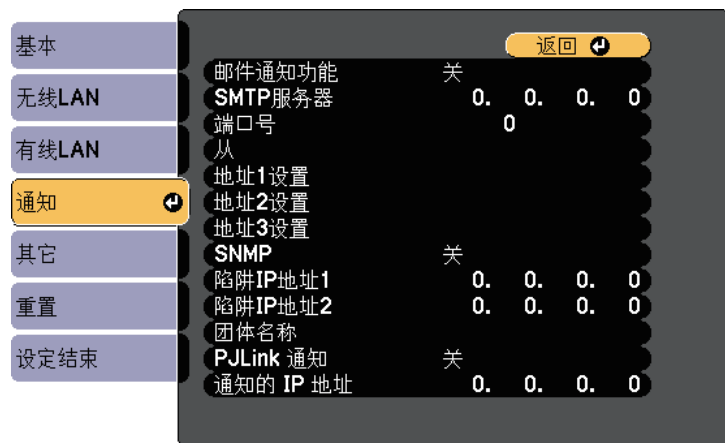 基本
无线LAN
有线LAN
通知
其它
重置
设定结束
返回
邮件通知功能 关
SMTP服务器 0. 0. 0. 0
端口号 0
从
地址1设置
地址2设置
地址3设置
SNMP 关
陷阱IP地址1 0. 0. 0. 0
陷阱IP地址2 0. 0. 0. 0
团体名称
PJLink 通知 关
通知的 IP 地址 0. 0. 0. 0